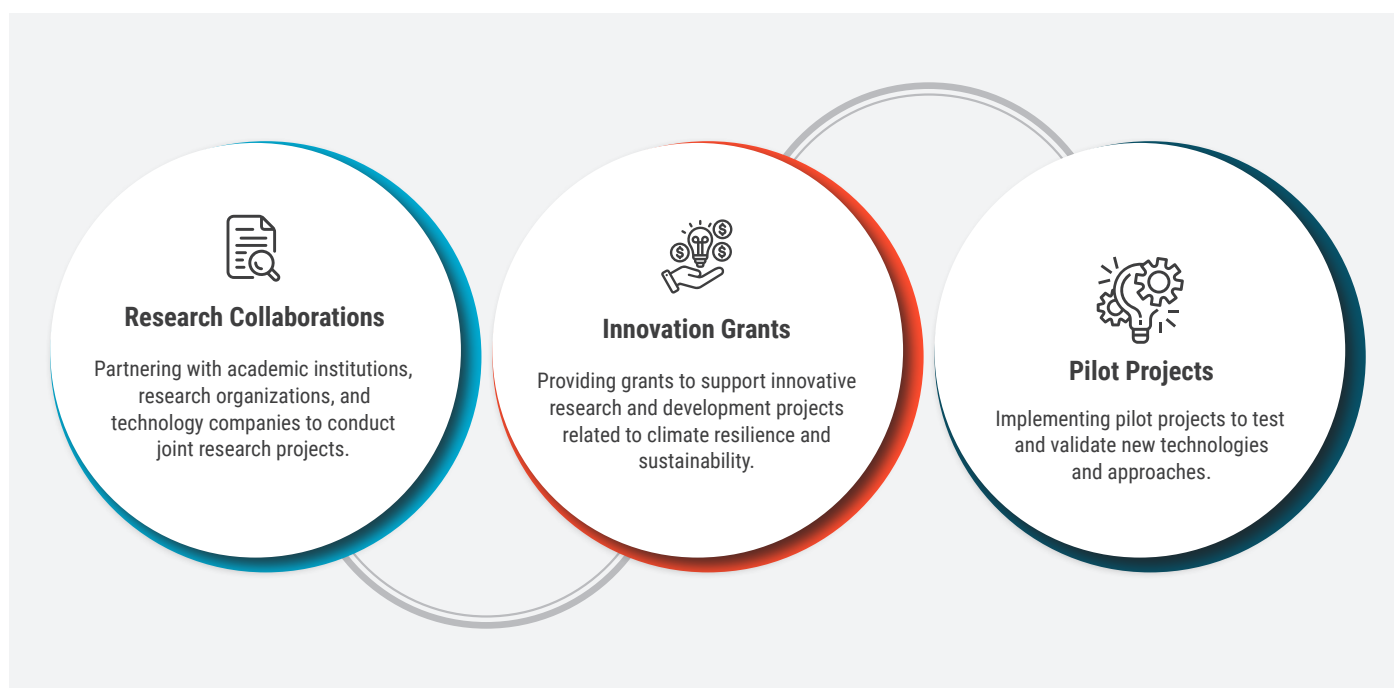 Research Collaborations
Partnering with academic institutions,
research organizations, and
technology companies to conduct
joint research projects.
$
$
$
Innovation Grants
Providing grants to support innovative
research and development projects
related to climate resilience and
sustainability.
Pilot Projects
Implementing pilot projects to test
and validate new technologies
and approaches.